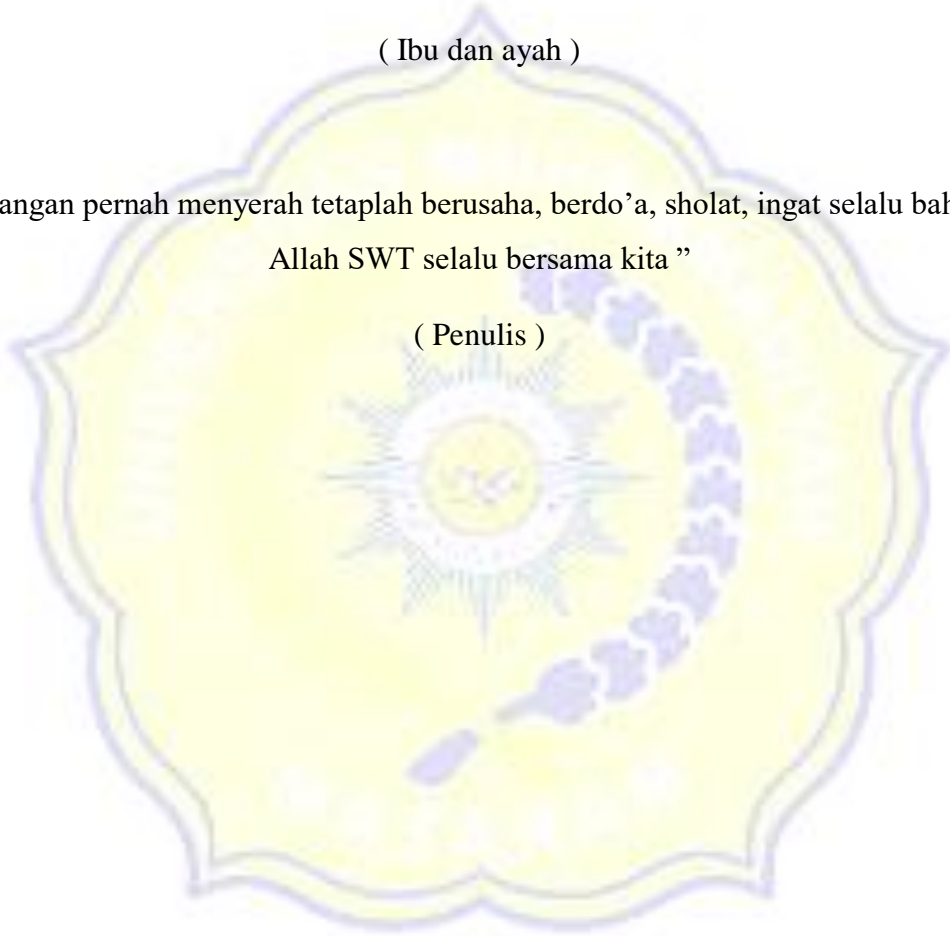 ( Ibu dan ayah )
angan pernah menyerah tetaplah berusaha, berdo’a, sholat, ingat selalu bah
Allah SWT selalu bersama kita ”
( Penulis )